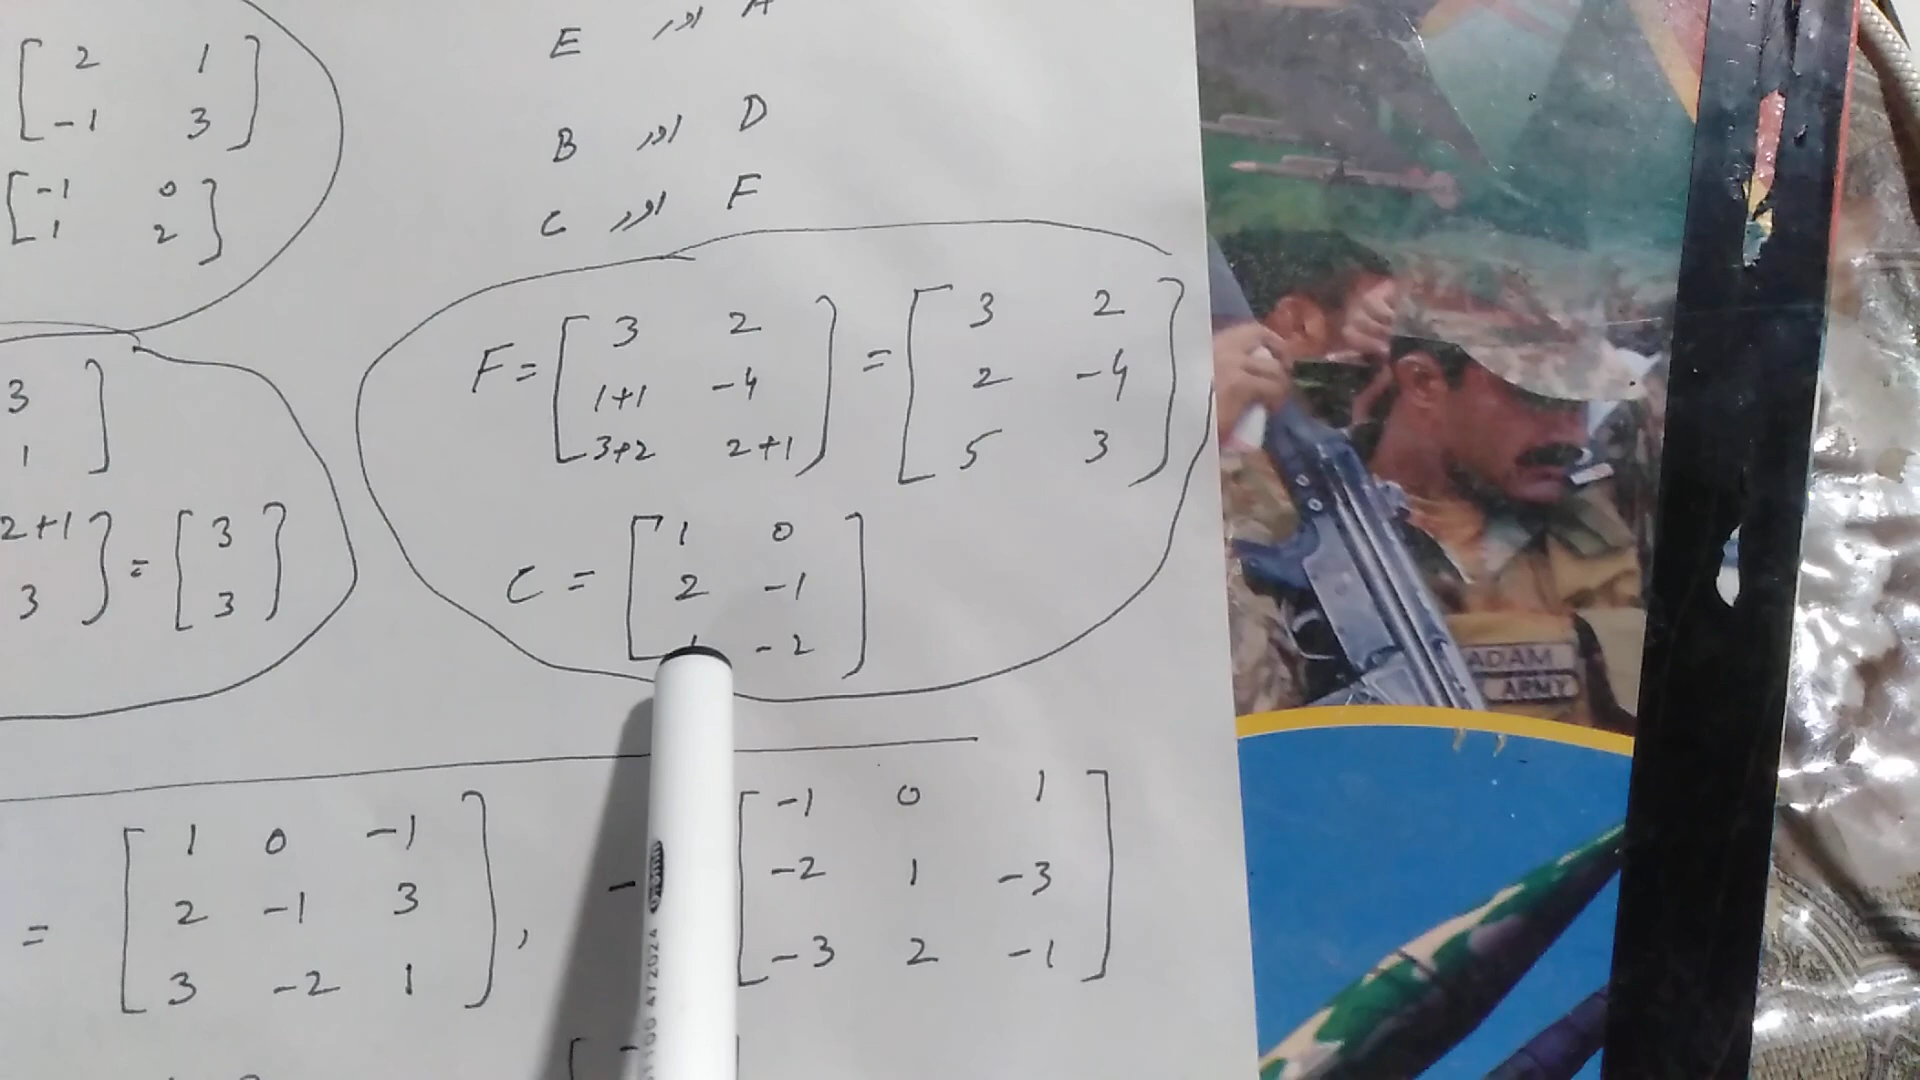 E اور A
B اور D
C اور F
[2 1]
[-1 3]
[-1 0]
[1 2]
F = [3 2] = [3 2]
[1+1 -4] [2 -4]
[3+2 2+1] [5 3]
3]
1]
2+1] = [3]
3] [3]
C = [1 0]
[2 -1]
-2]
= [1 0 -1] , - [-1 0 1]
[2 -1 3] [-2 1 -3]
[3 -2 1] [-3 2 -1]
ADAM
ARMY